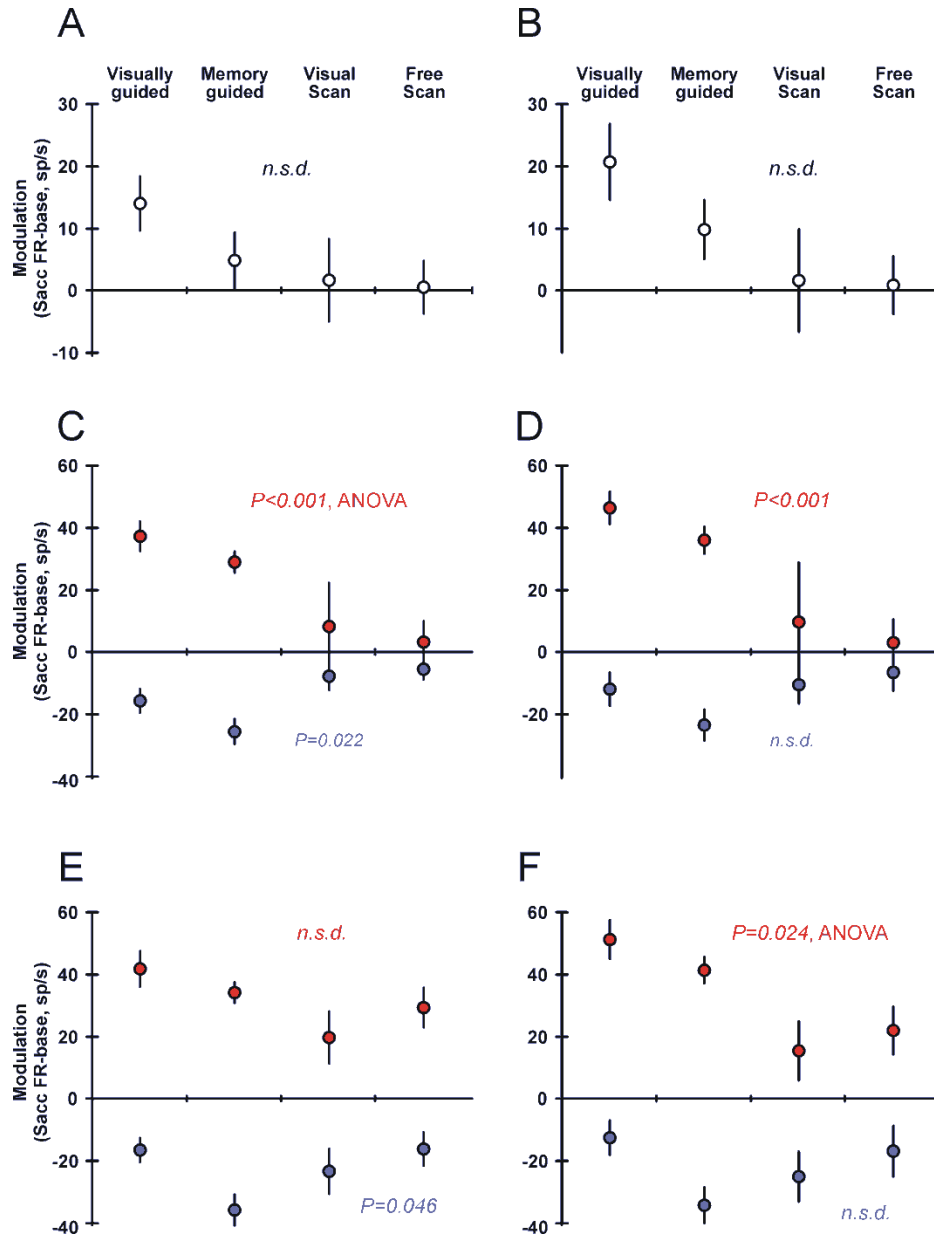 A
B
Visually guided
Memory guided
Visual Scan
Free Scan
Visually guided
Memory guided
Visual Scan
Free Scan
Modulation
(Sacc FR-base, sp/s)
30
20
10
0
-10
n.s.d.
30
20
10
0
-10
n.s.d.
C
D
Modulation
(Sacc FR-base, sp/s)
60
40
20
0
-20
-40
P<0.001, ANOVA
P=0.022
60
40
20
0
-20
-40
P<0.001
n.s.d.
E
F
Modulation
(Sacc FR-base, sp/s)
60
40
20
0
-20
-40
n.s.d.
P=0.046
60
40
20
0
-20
-40
P=0.024, ANOVA
n.s.d.